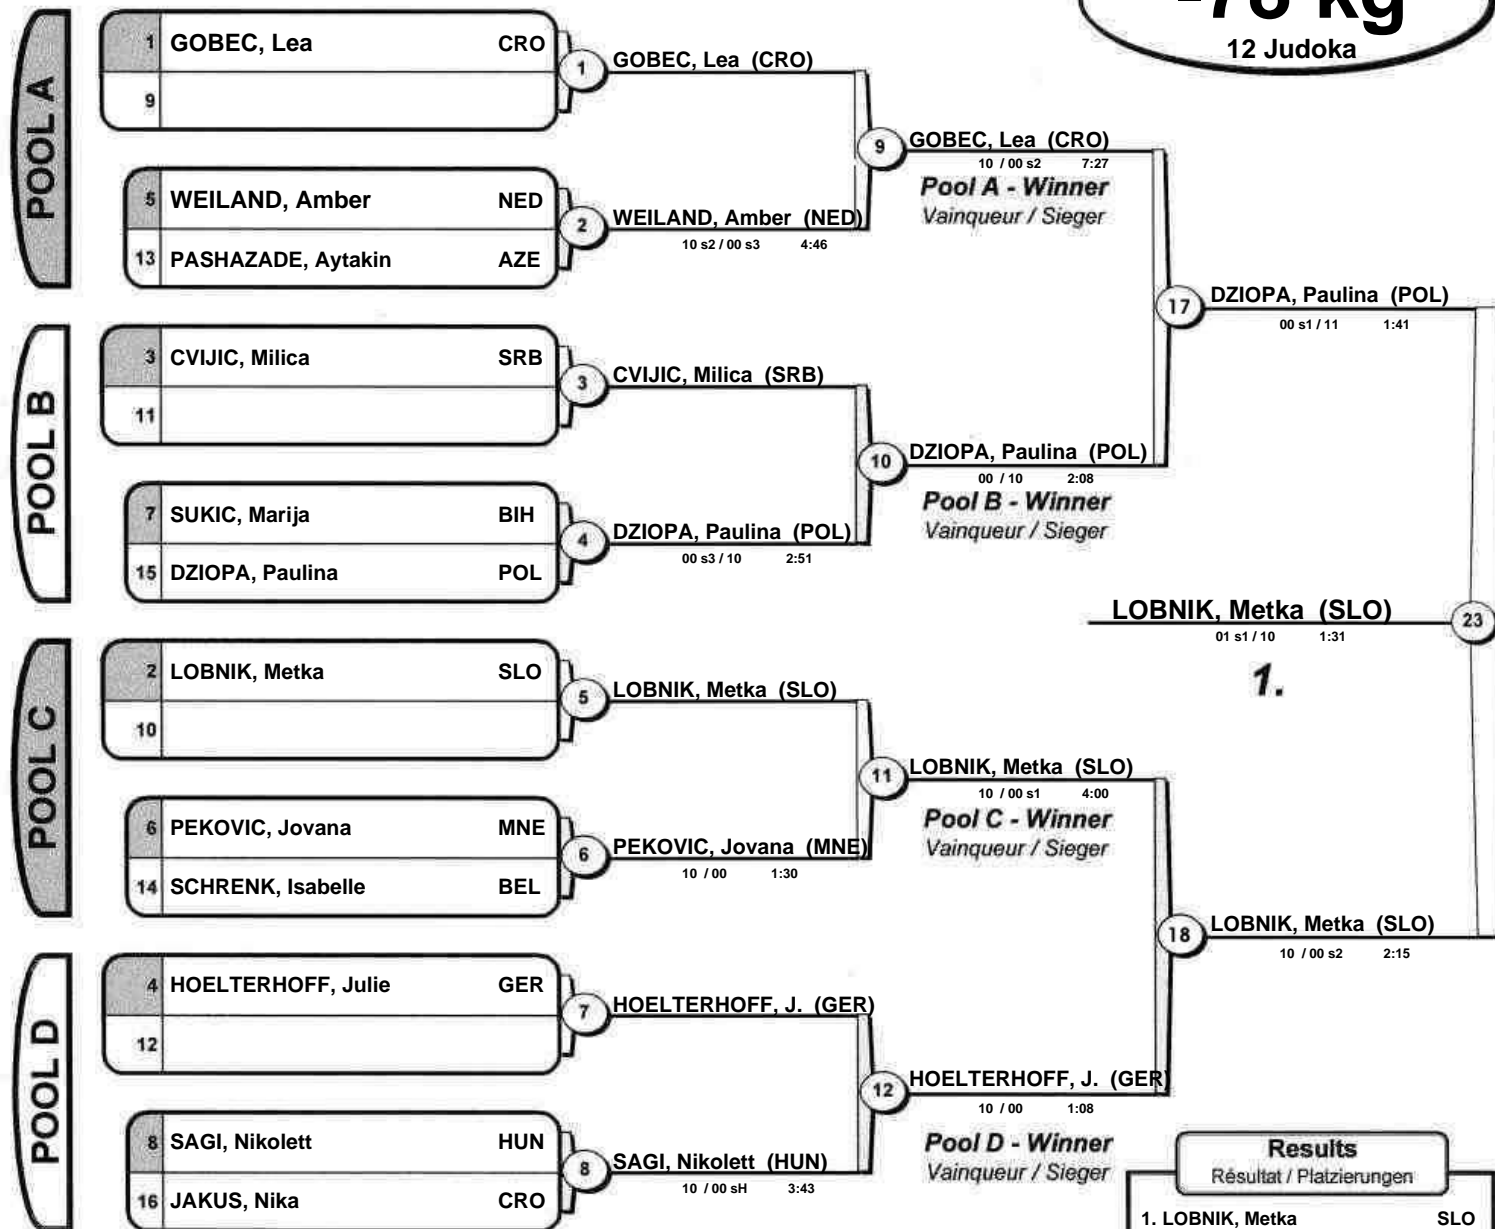 -78 kg
12 Judoka
POOL A
1 GOBEC, Lea CRO
9
5 WEILAND, Amber NED
13 PASHAZADE, Aytakin AZE
1 GOBEC, Lea (CRO)
2 WEILAND, Amber (NED)
10 s2 / 00 s3 4:46
9 GOBEC, Lea (CRO)
10 / 00 s2 7:27
Pool A - Winner
Vainqueur / Sieger
POOL B
3 CVIJIC, Milica SRB
11
7 SUKIC, Marija BIH
15 DZIOPA, Paulina POL
3 CVIJIC, Milica (SRB)
4 DZIOPA, Paulina (POL)
00 s3 / 10 2:51
10 DZIOPA, Paulina (POL)
00 / 10 2:08
Pool B - Winner
Vainqueur / Sieger
17 DZIOPA, Paulina (POL)
00 s1 / 11 1:41
LOBNIK, Metka (SLO) 23
01 s1 / 10 1:31
1.
POOL C
2 LOBNIK, Metka SLO
10
6 PEKOVIC, Jovana MNE
14 SCHRENK, Isabelle BEL
5 LOBNIK, Metka (SLO)
6 PEKOVIC, Jovana (MNE)
10 / 00 1:30
11 LOBNIK, Metka (SLO)
10 / 00 s1 4:00
Pool C - Winner
Vainqueur / Sieger
18 LOBNIK, Metka (SLO)
10 / 00 s2 2:15
POOL D
4 HOELTERHOFF, Julie GER
12
8 SAGI, Nikolett HUN
16 JAKUS, Nika CRO
7 HOELTERHOFF, J. (GER)
8 SAGI, Nikolett (HUN)
10 / 00 sH 3:43
12 HOELTERHOFF, J. (GER)
10 / 00 1:08
Pool D - Winner
Vainqueur / Sieger
Results
Résultat / Platzierungen
1. LOBNIK, Metka SLO